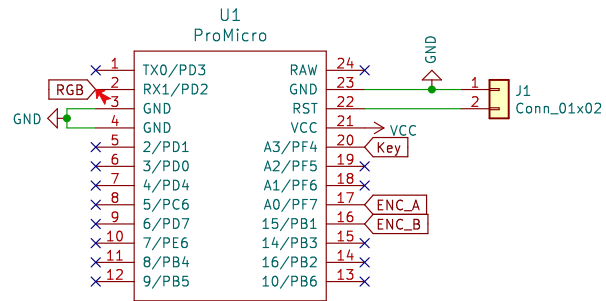 U1
ProMicro
1 TX0/PD3 RAW 24
RGB 2 RX1/PD2 GND 23 GND 1 J1
3 GND RST 22 2 Conn_01x02
GND 4 GND VCC 21 VCC
5 2/PD1 A3/PF4 20 Key
6 3/PD0 A2/PF5 19
7 4/PD4 A1/PF6 18
8 5/PC6 A0/PF7 17 ENC_A
9 6/PD7 15/PB1 16 ENC_B
10 7/PE6 14/PB3 15
11 8/PB4 16/PB2 14
12 9/PB5 10/PB6 13